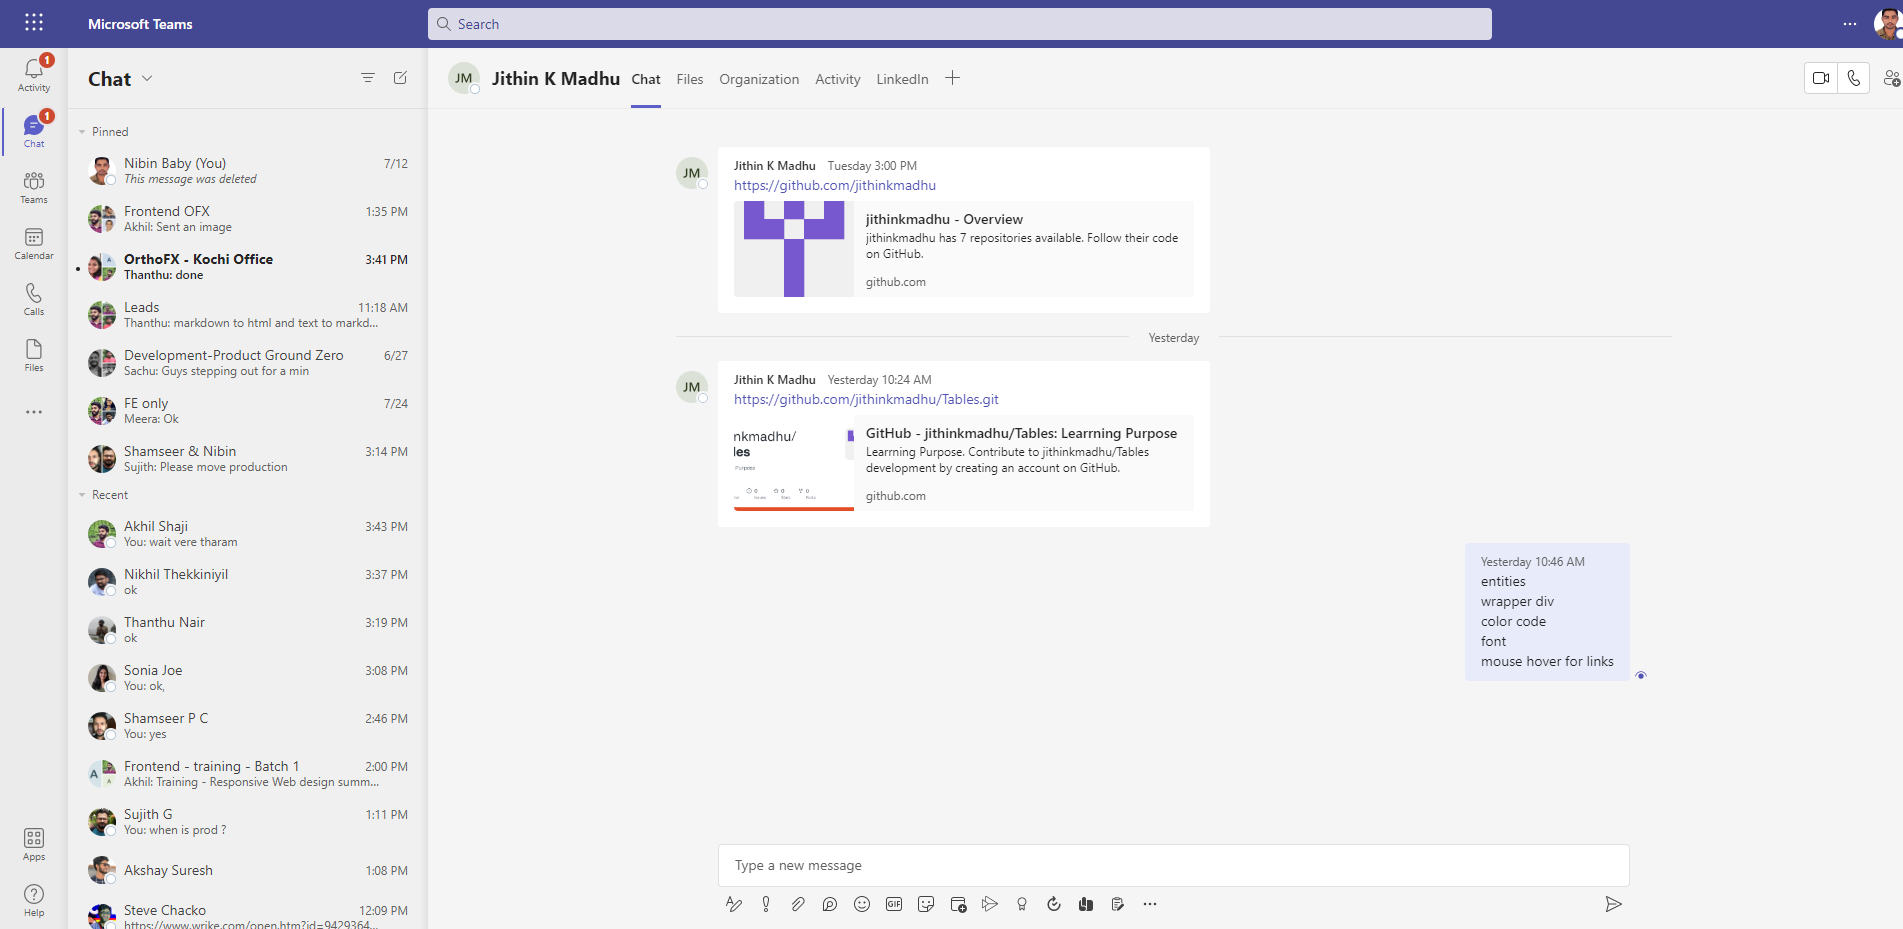 Microsoft Teams
Search
1
Activity
1
Chat
Teams
Calendar
Calls
Files
Apps
Help
Chat
Pinned
Nibin Baby (You) 7/12
This message was deleted
Frontend OFX 1:35 PM
Akhil: Sent an image
OrthoFX - Kochi Office 3:41 PM
Thanthu: done
Leads 11:18 AM
Thanthu: markdown to html and text to markd...
Development-Product Ground Zero 6/27
Sachu: Guys stepping out for a min
FE only 7/24
Meera: Ok
Shamseer & Nibin 3:14 PM
Sujith: Please move production
Recent
Akhil Shaji 3:43 PM
You: wait vere tharam
Nikhil Thekkiniyil 3:37 PM
ok
Thanthu Nair 3:19 PM
ok
Sonia Joe 3:08 PM
You: ok,
Shamseer P C 2:46 PM
You: yes
A A
Frontend - training - Batch 1 2:00 PM
Akhil: Training - Responsive Web design summ...
Sujith G 1:11 PM
You: when is prod ?
Akshay Suresh 1:08 PM
Steve Chacko 12:09 PM
https://www.wrike.com/open.htm?id=9429364...
JM Jithin K Madhu Chat Files Organization Activity LinkedIn
JM
Jithin K Madhu Tuesday 3:00 PM
https://github.com/jithinkmadhu
jithinkmadhu - Overview
jithinkmadhu has 7 repositories available. Follow their code
on GitHub.
github.com
Yesterday
JM
Jithin K Madhu Yesterday 10:24 AM
https://github.com/jithinkmadhu/Tables.git
nkmadhu/
les
Purpose
0 0 0
Issues Stars Forks
GitHub - jithinkmadhu/Tables: Learrning Purpose
Learrning Purpose. Contribute to jithinkmadhu/Tables
development by creating an account on GitHub.
github.com
Yesterday 10:46 AM
entities
wrapper div
color code
font
mouse hover for links
Type a new message
GIF